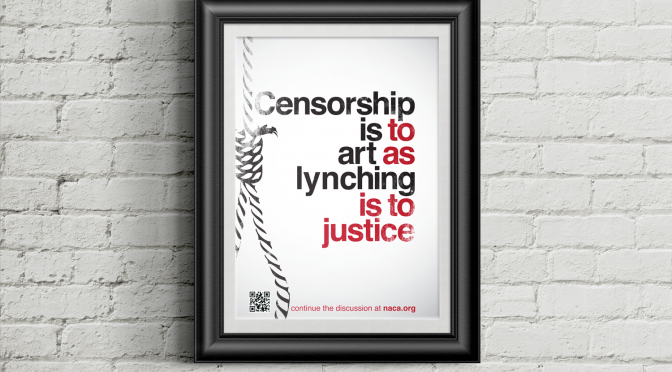 Censorship
is to
art as
lynching
is to
justice
continue the discussion at naca.org